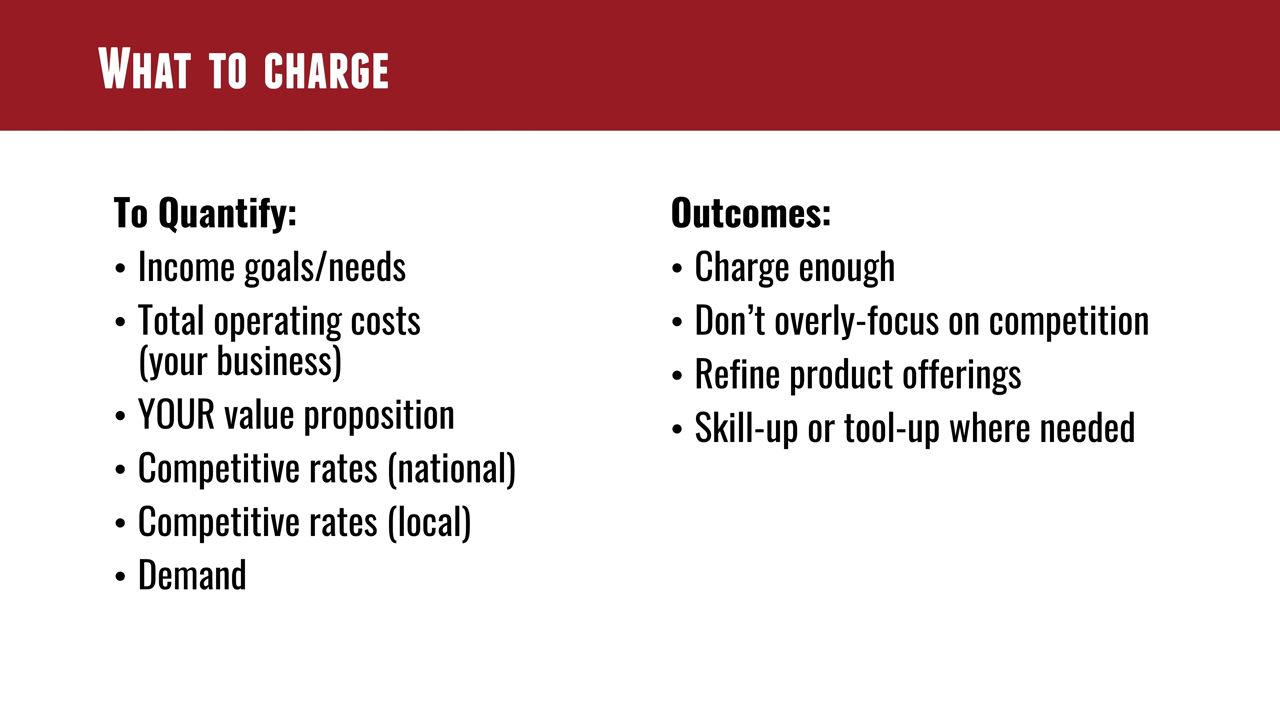 What to charge
To Quantify:
• Income goals/needs
• Total operating costs
(your business)
• YOUR value proposition
• Competitive rates (national)
• Competitive rates (local)
• Demand
Outcomes:
• Charge enough
• Don’t overly-focus on competition
• Refine product offerings
• Skill-up or tool-up where needed